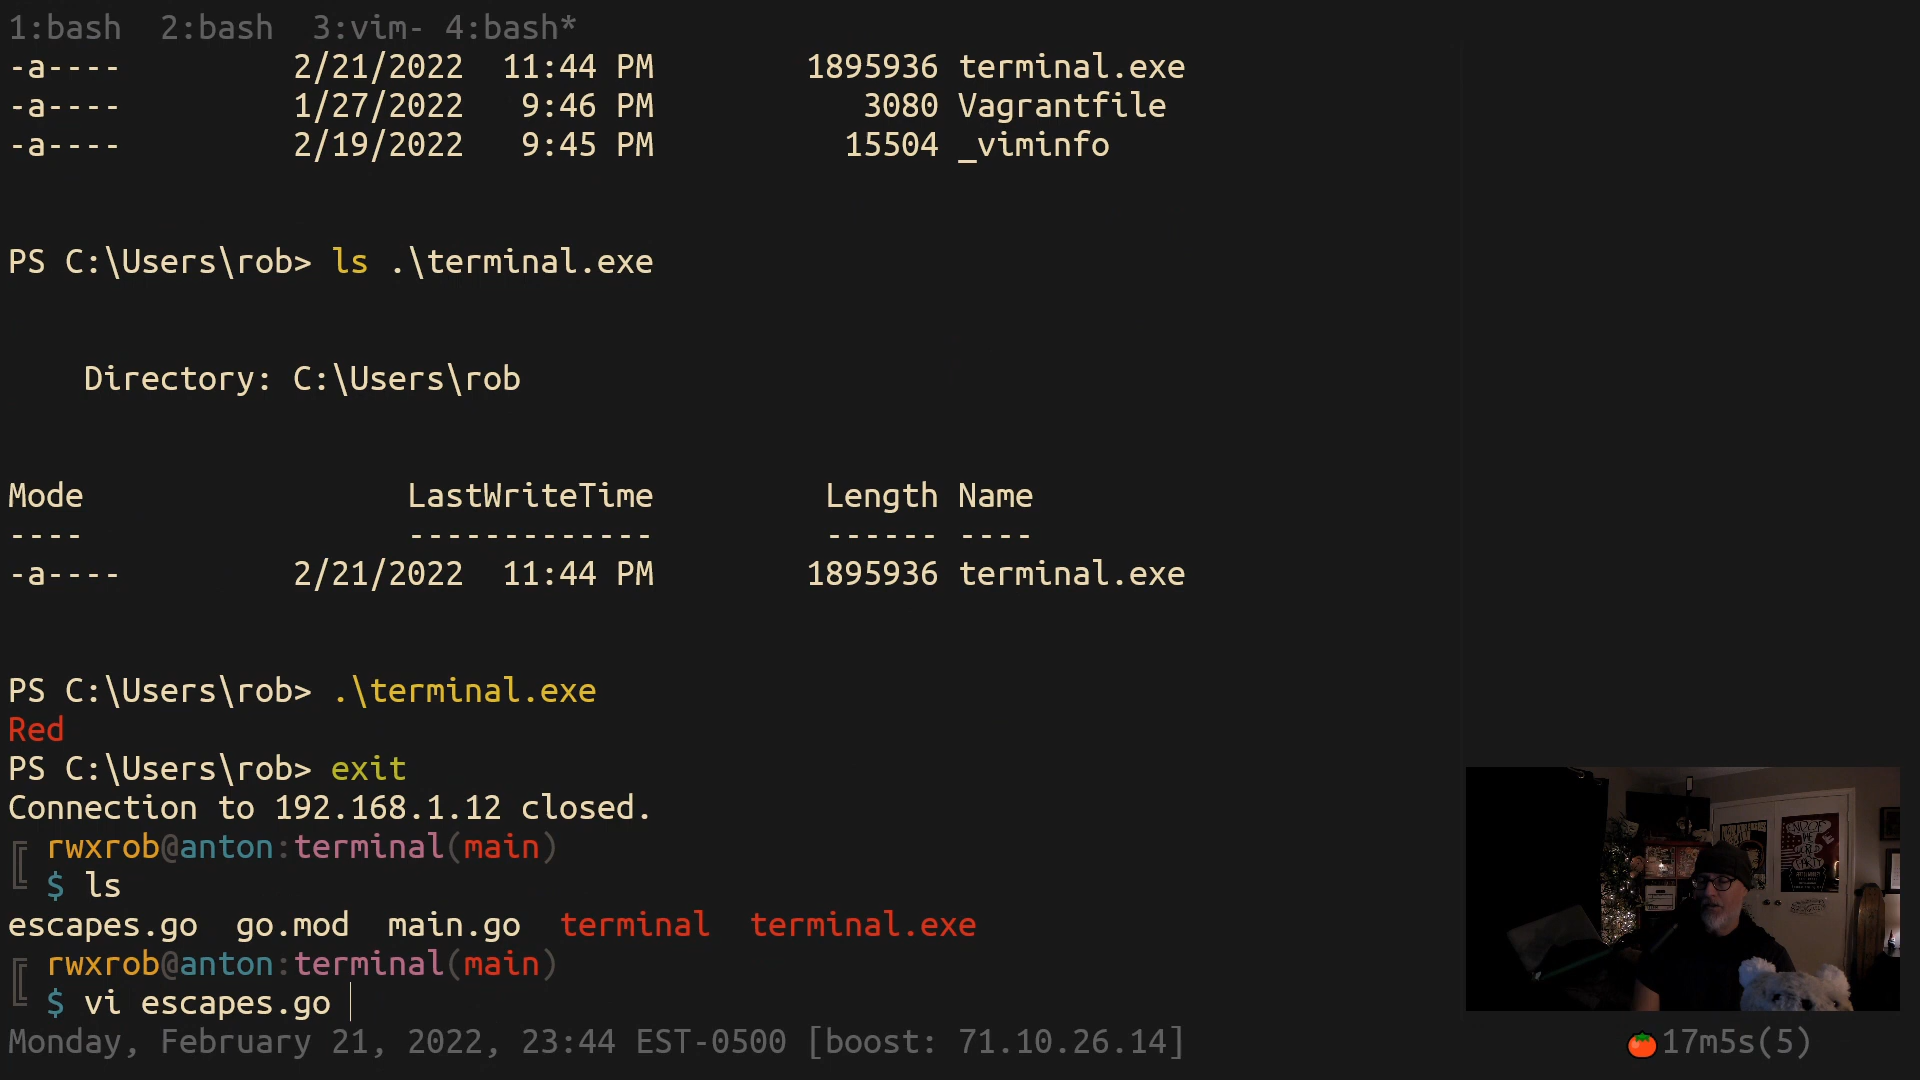 1:bash  2:bash  3:vim- 4:bash*
-a----         2/21/2022  11:44 PM        1895936 terminal.exe
-a----         1/27/2022   9:46 PM           3080 Vagrantfile
-a----         2/19/2022   9:45 PM          15504 _viminfo
PS C:\Users\rob> ls .\terminal.exe
    Directory: C:\Users\rob
Mode                 LastWriteTime         Length Name
----                 -------------         ------ ----
-a----         2/21/2022  11:44 PM        1895936 terminal.exe
PS C:\Users\rob> .\terminal.exe
Red
PS C:\Users\rob> exit
Connection to 192.168.1.12 closed.
rwxrob@anton:terminal(main)
$ ls
escapes.go  go.mod  main.go  terminal  terminal.exe
rwxrob@anton:terminal(main)
$ vi escapes.go
Monday, February 21, 2022, 23:44 EST-0500 [boost: 71.10.26.14] 🍅17m5s(5)